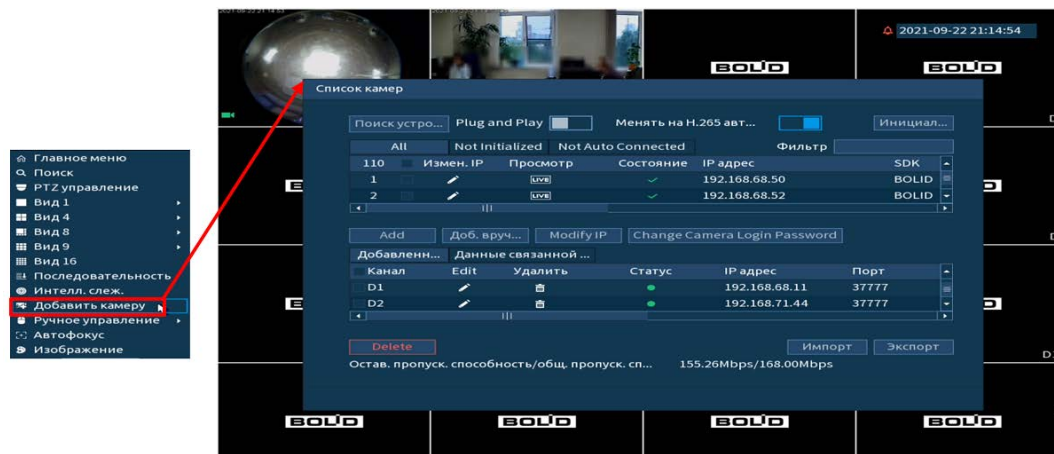 2021-09-22 21:14:54
BOLID
BOLID
Список камер
Поиск устро...
Plug and Play
Менять на H.265 авт...
Инициал...
All
Not Initialized
Not Auto Connected
Фильтр
110
Измен. IP
Просмотр
Состояние
IP адрес
SDK
1
LIVE
192.168.68.50
BOLID
2
LIVE
192.168.68.52
BOLID
Add
Доб. вруч...
Modify IP
Change Camera Login Password
Добавленн...
Данные связанной ...
Канал
Edit
Удалить
Статус
IP адрес
Порт
D1
192.168.68.11
37777
D2
192.168.71.44
37777
Delete
Импорт
Экспорт
Остав. пропуск. способность/общ. пропуск. сп...
155.26Mbps/168.00Mbps
BOLID
BOLID
BOLID
BOLID
Главное меню
Поиск
PTZ управление
Вид 1
Вид 4
Вид 8
Вид 9
Вид 16
Последовательность
Интелл. слеж.
Добавить камеру
Ручное управление
Автофокус
Изображение